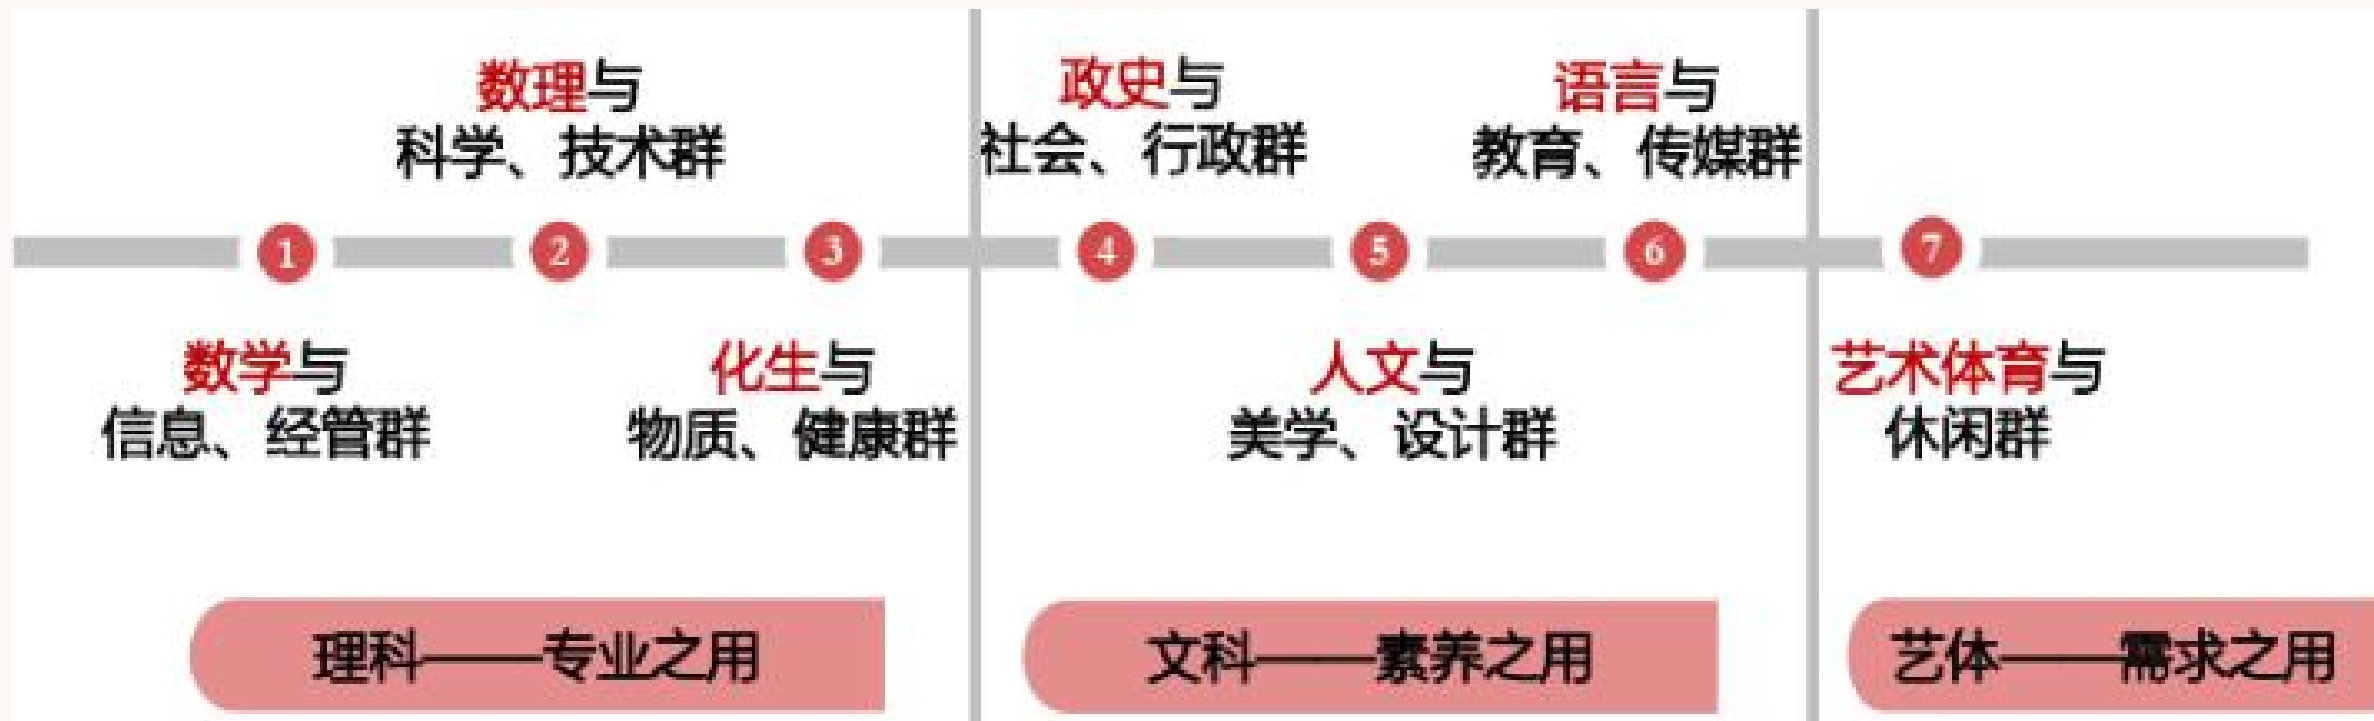 数理与
科学、技术群
政史与
社会、行政群
语言与
教育、传媒群
1
2
3
4
5
6
7
数学与
信息、经管群
化生与
物质、健康群
人文与
美学、设计群
艺术体育与
休闲群
理科——专业之用
文科——素养之用
艺体——需求之用